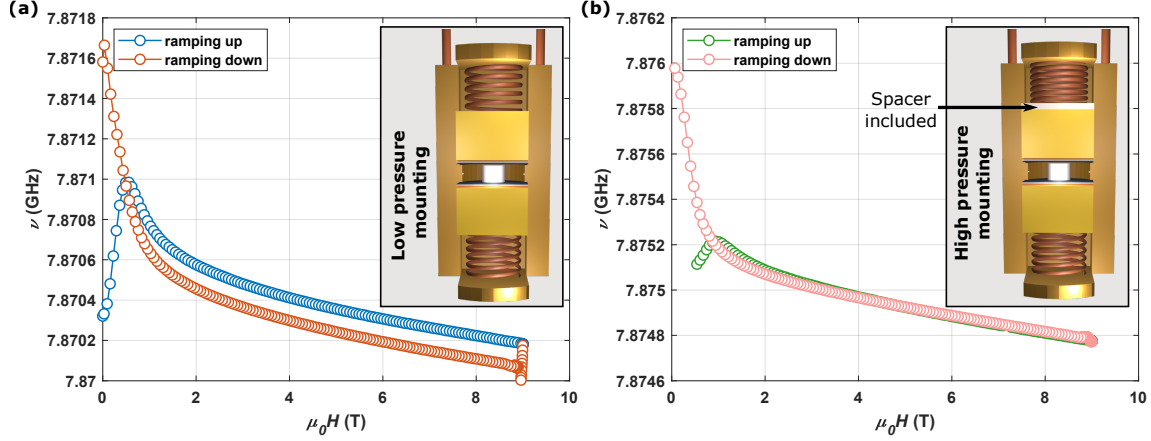 (a)
7.8718
7.8716
7.8714
7.8712
7.871
7.8708
7.8706
7.8704
7.8702
7.87
ν (GHz)
0
2
4
6
8
10
μ0H (T)
ramping up
ramping down
Low pressure
mounting
(b)
7.8762
7.876
7.8758
7.8756
7.8754
7.8752
7.875
7.8748
7.8746
ν (GHz)
0
2
4
6
8
10
μ0H (T)
ramping up
ramping down
Spacer
included
High pressure
mounting